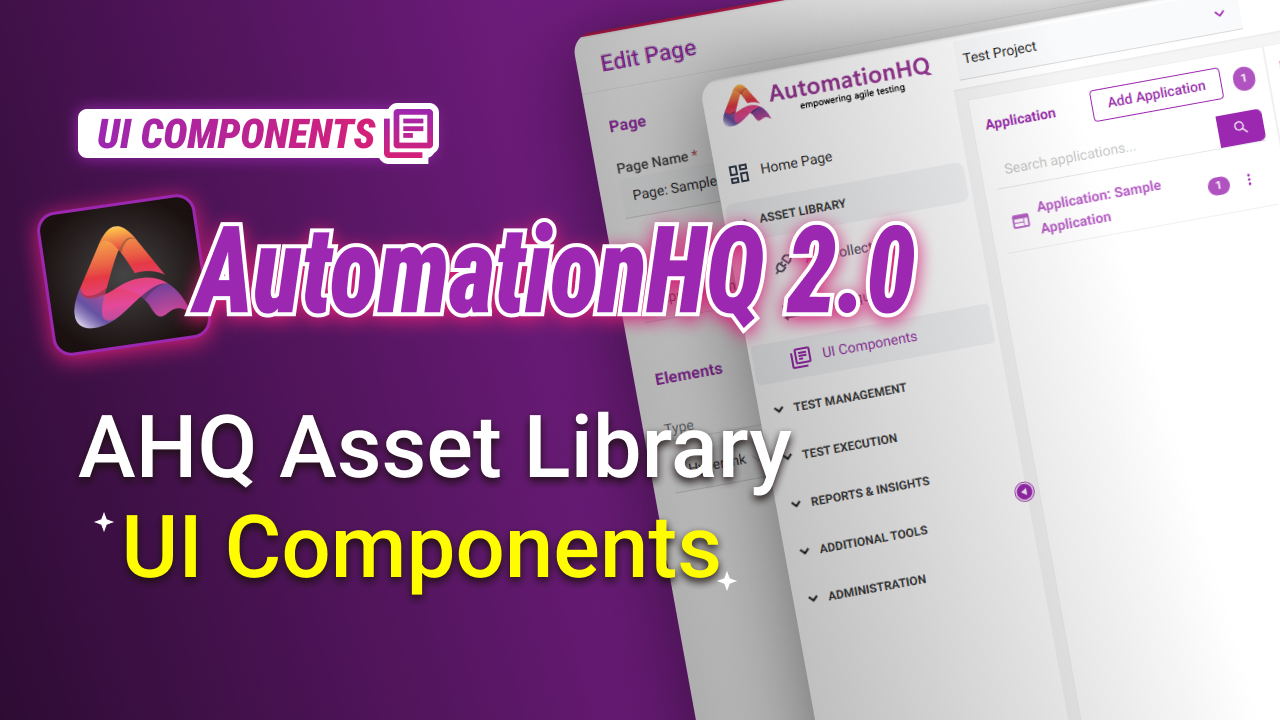 UI COMPONENTS
AutomationHQ 2.0
AHQ Asset Library
UI Components
Edit Page
Page
Page Name *
Page: Sample
Elements
Type
AutomationHQ
empowering agile testing
Home Page
ASSET LIBRARY
UI Components
TEST MANAGEMENT
TEST EXECUTION
REPORTS & INSIGHTS
ADDITIONAL TOOLS
ADMINISTRATION
Test Project
Application
Add Application
1
Search applications...
Application: Sample
Application
1